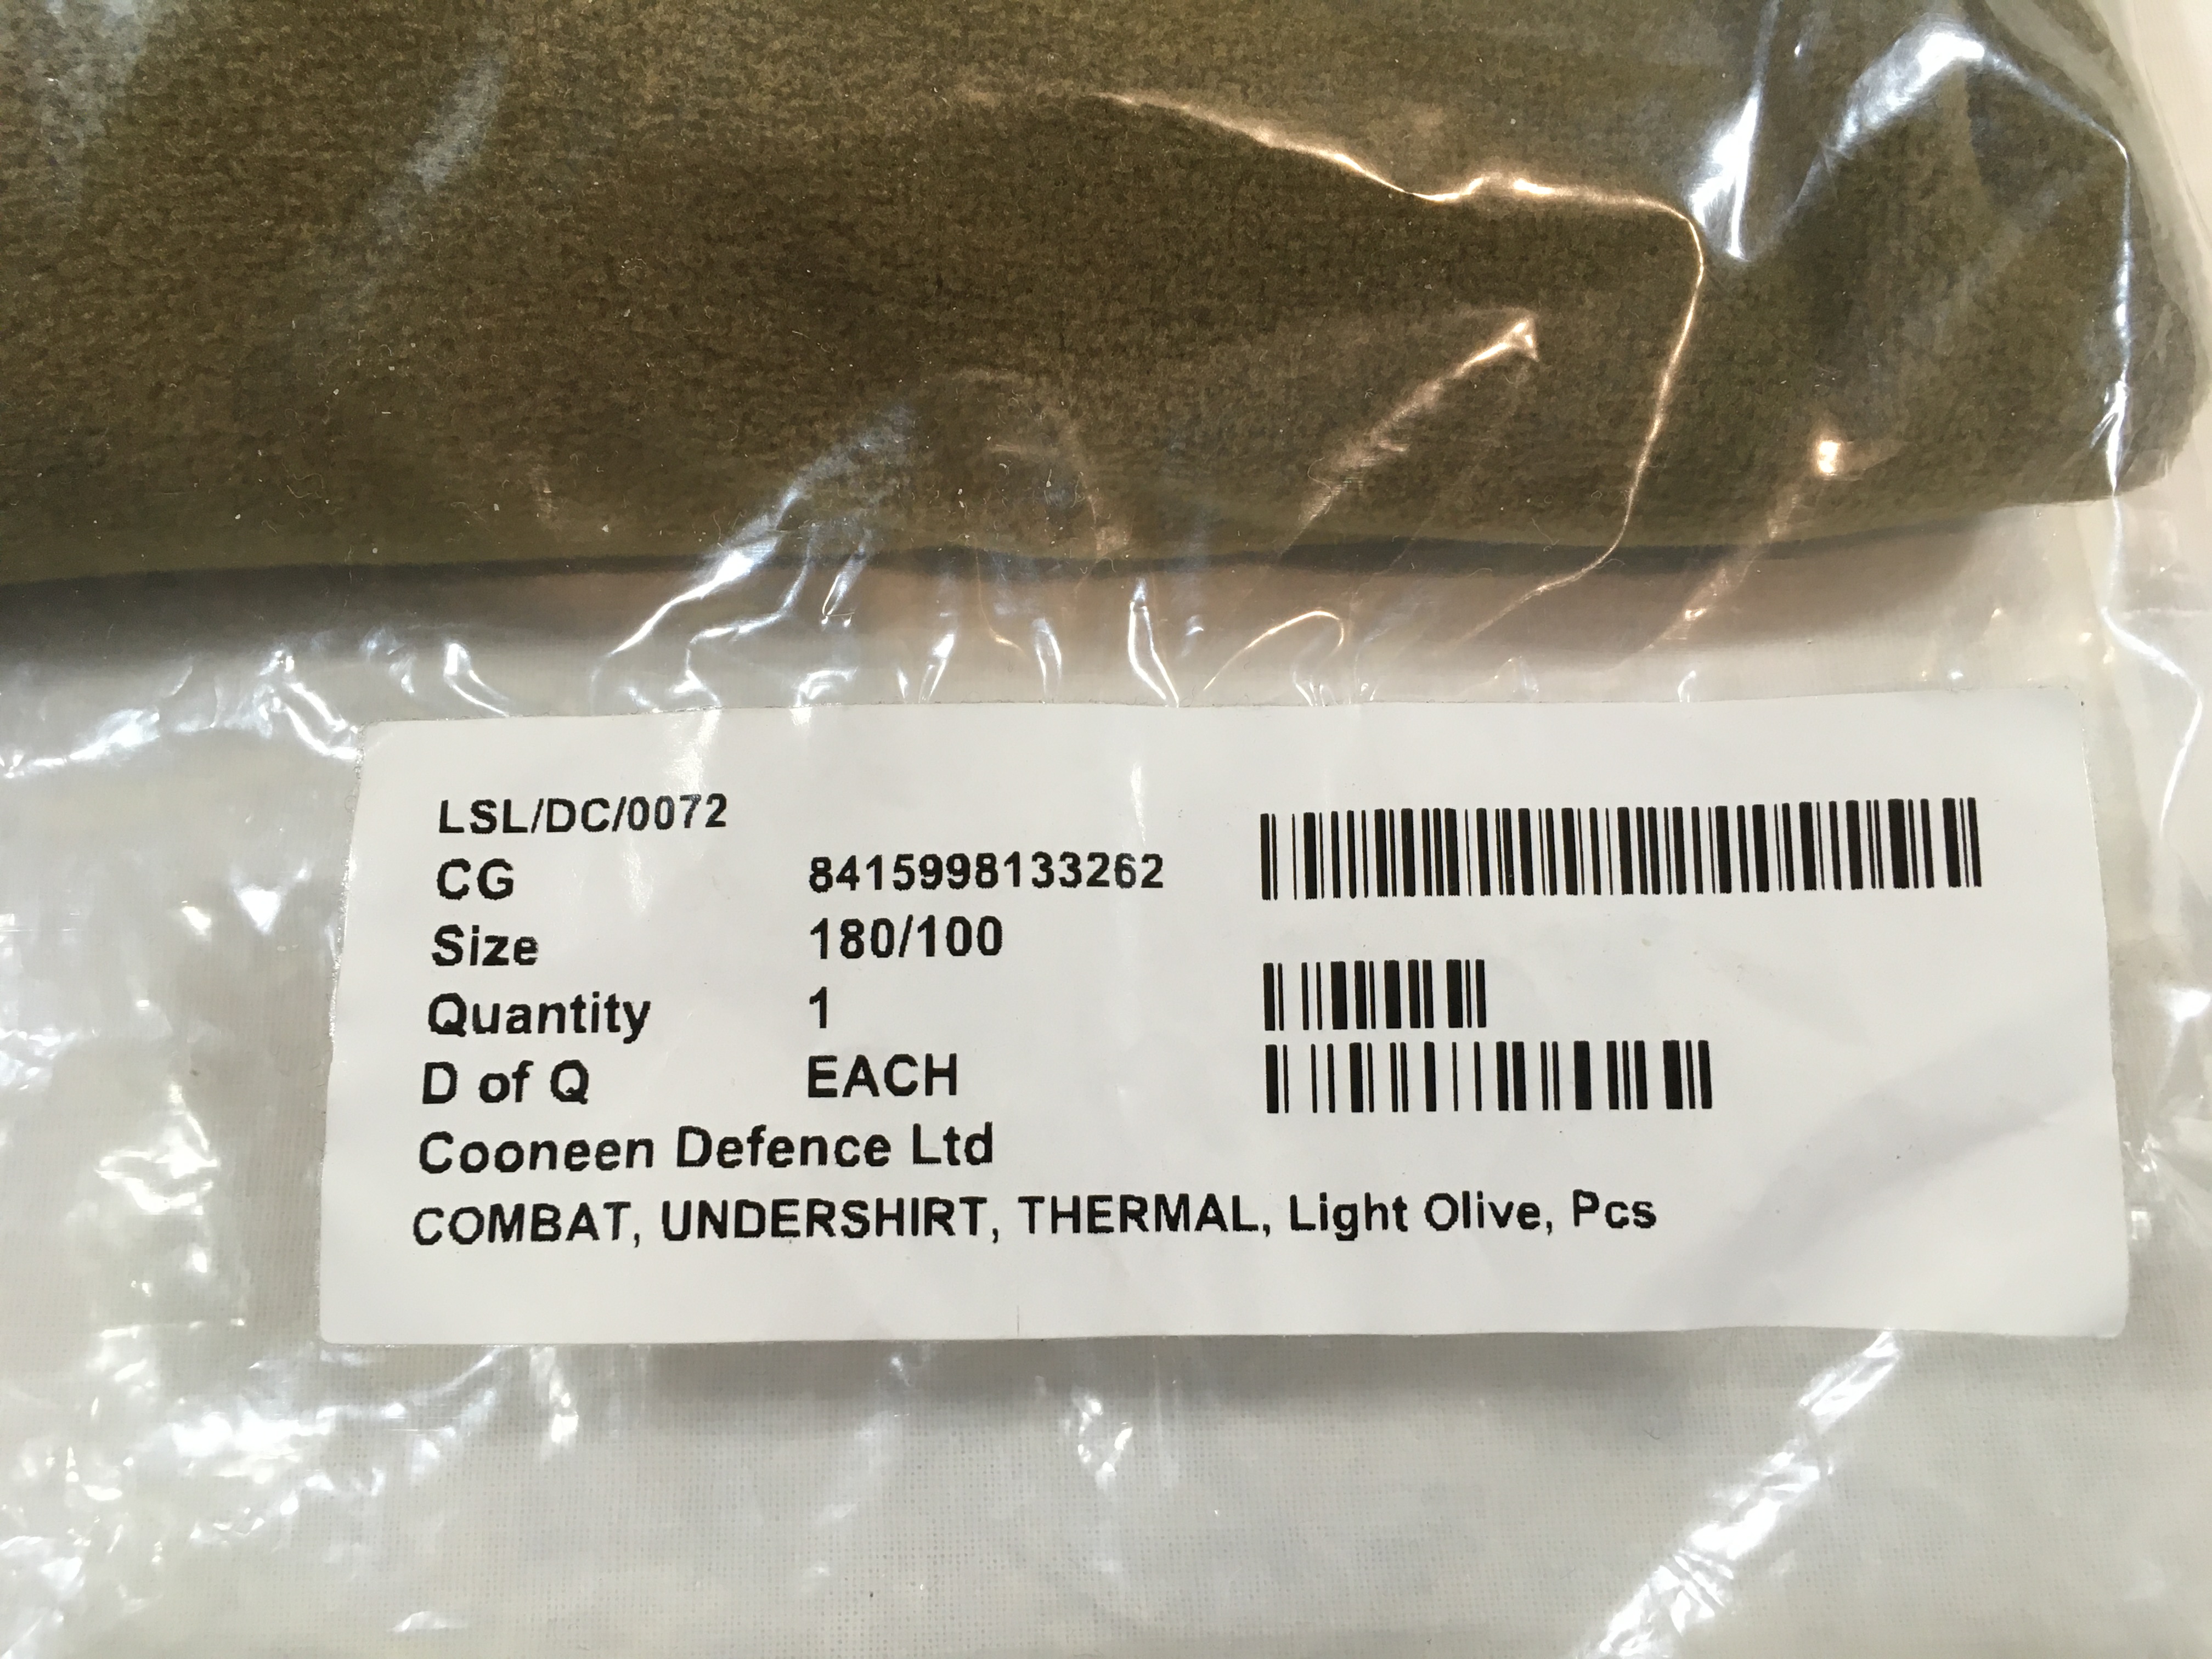 LSL/DC/0072
CG 8415998133262
Size 180/100
Quantity 1
D of Q EACH
Cooneen Defence Ltd
COMBAT, UNDERSHIRT, THERMAL, Light Olive, Pcs